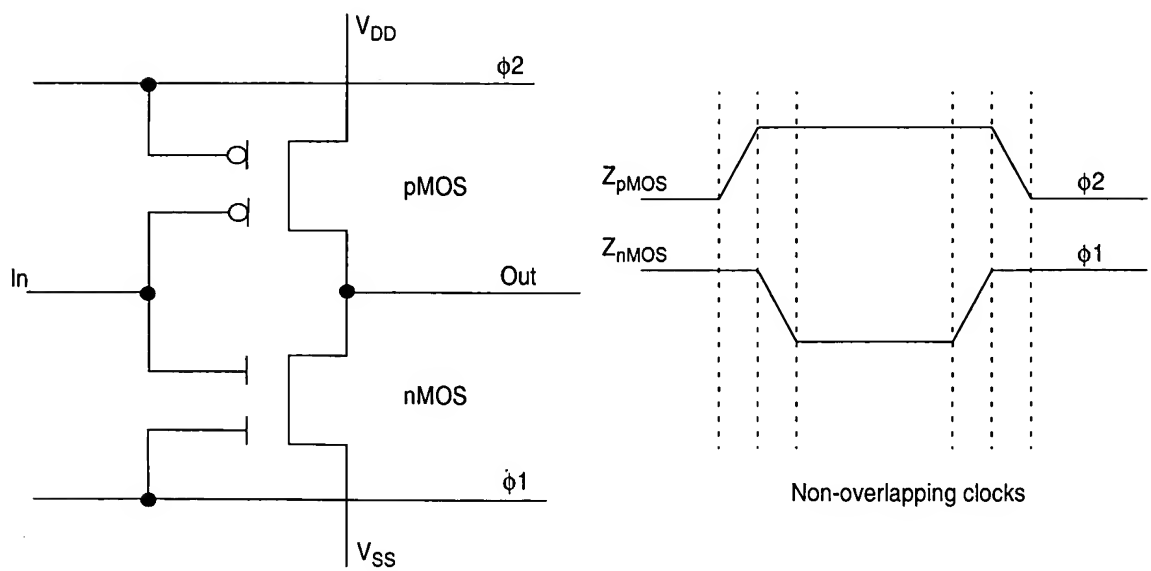 V_DD
ϕ2
pMOS
In
Out
nMOS
ϕ1
V_SS
Z_pMOS
ϕ2
Z_nMOS
ϕ1
Non-overlapping clocks